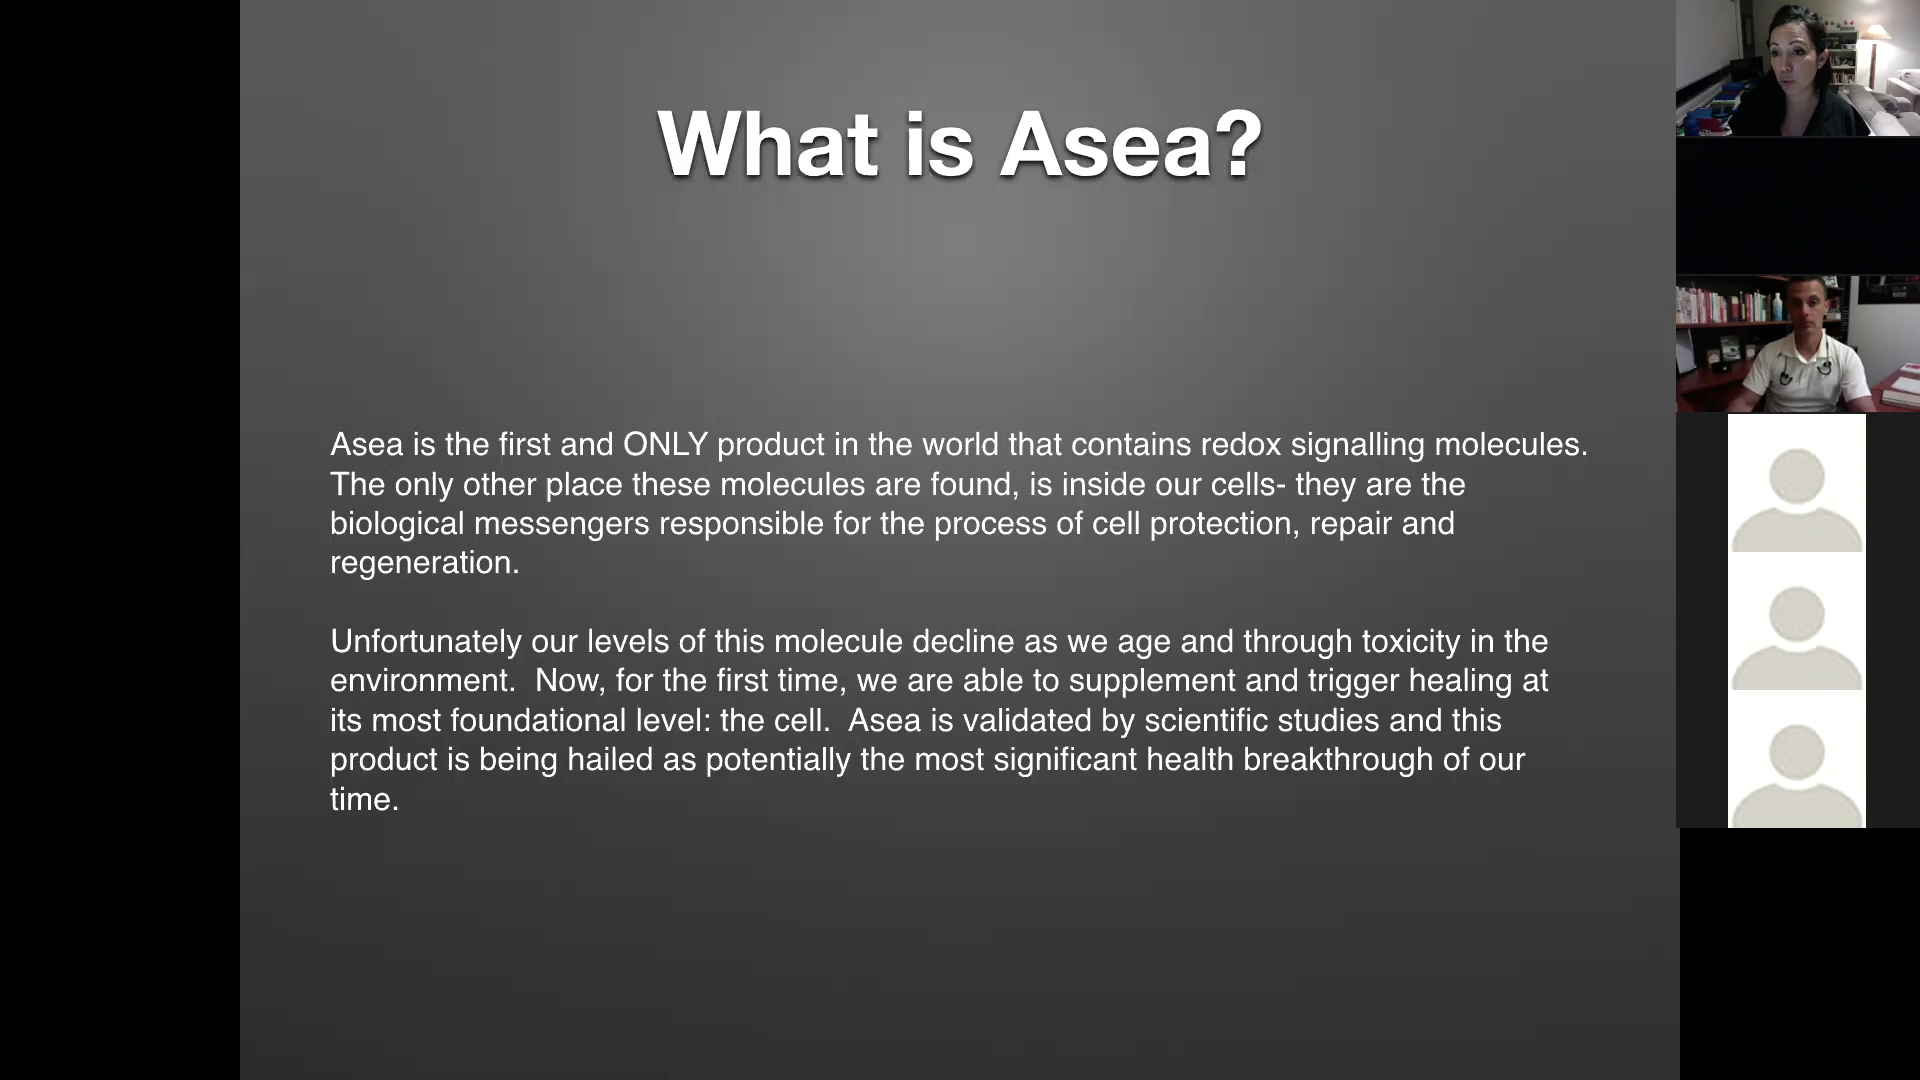 What is Asea?
Asea is the first and ONLY product in the world that contains redox signalling molecules.
The only other place these molecules are found, is inside our cells- they are the
biological messengers responsible for the process of cell protection, repair and
regeneration.
Unfortunately our levels of this molecule decline as we age and through toxicity in the
environment.  Now, for the first time, we are able to supplement and trigger healing at
its most foundational level: the cell.  Asea is validated by scientific studies and this
product is being hailed as potentially the most significant health breakthrough of our
time.